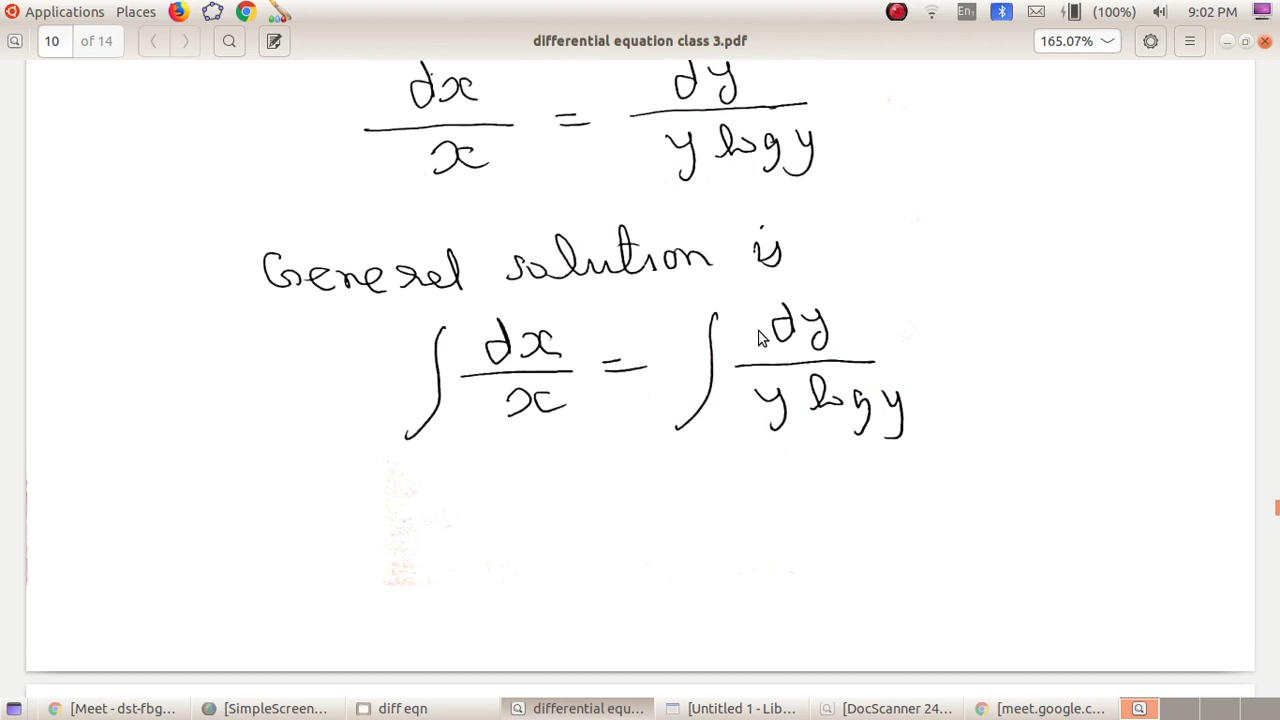 Applications Places En₁ (100%) 9:02 PM
10 of 14 differential equation class 3.pdf 165.07%
dx/x = dy/(y log y)
General solution is
∫ dx/x = ∫ dy/(y log y)
[Meet - dst-fbg... [SimpleScreen... diff eqn differential equ... [Untitled 1 - Lib... [DocScanner 24... [meet.google.c...